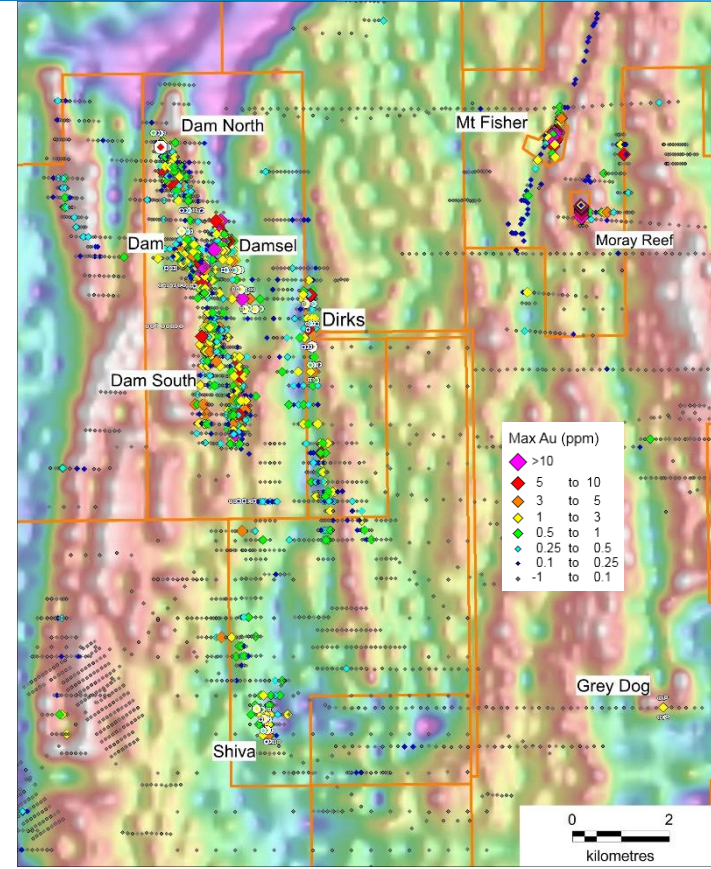 Dam North
Mt Fisher
Dam
Damsel
Moray Reef
Dirks
Dam South
Max Au (ppm)
>10
5 to 10
3 to 5
1 to 3
0.5 to 1
0.25 to 0.5
0.1 to 0.25
-1 to 0.1
Grey Dog
Shiva
0 2
kilometres